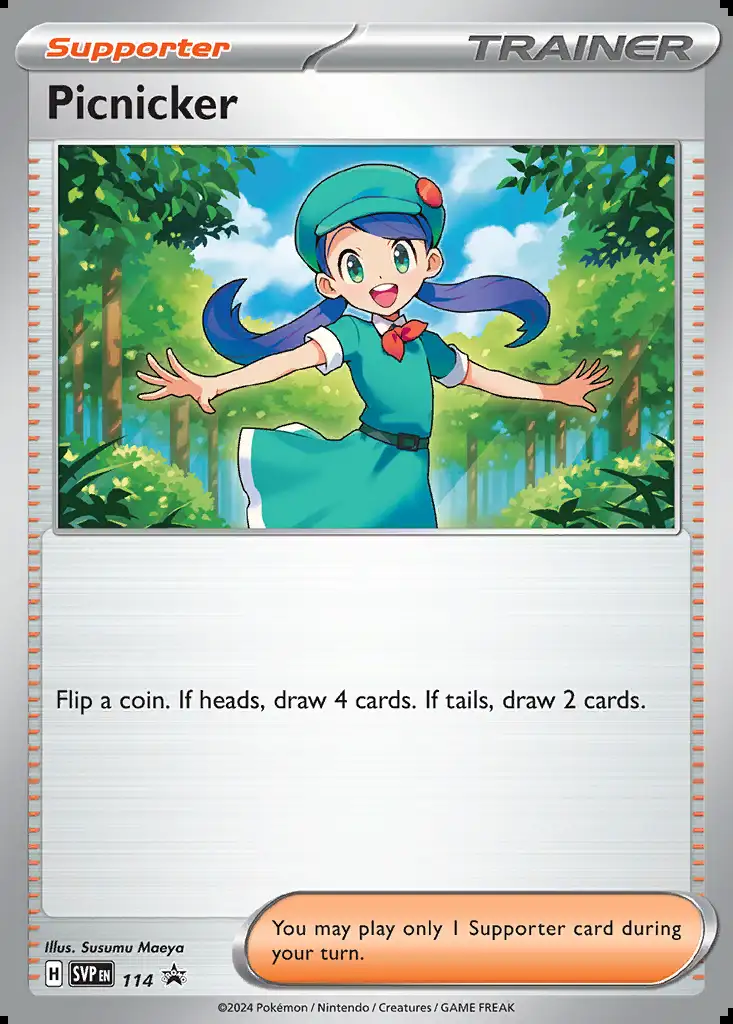 Supporter
TRAINER
Picnicker
Flip a coin. If heads, draw 4 cards. If tails, draw 2 cards.
You may play only 1 Supporter card during
your turn.
Illus. Susumu Maeya
H SVP EN 114
©2024 Pokémon / Nintendo / Creatures / GAME FREAK